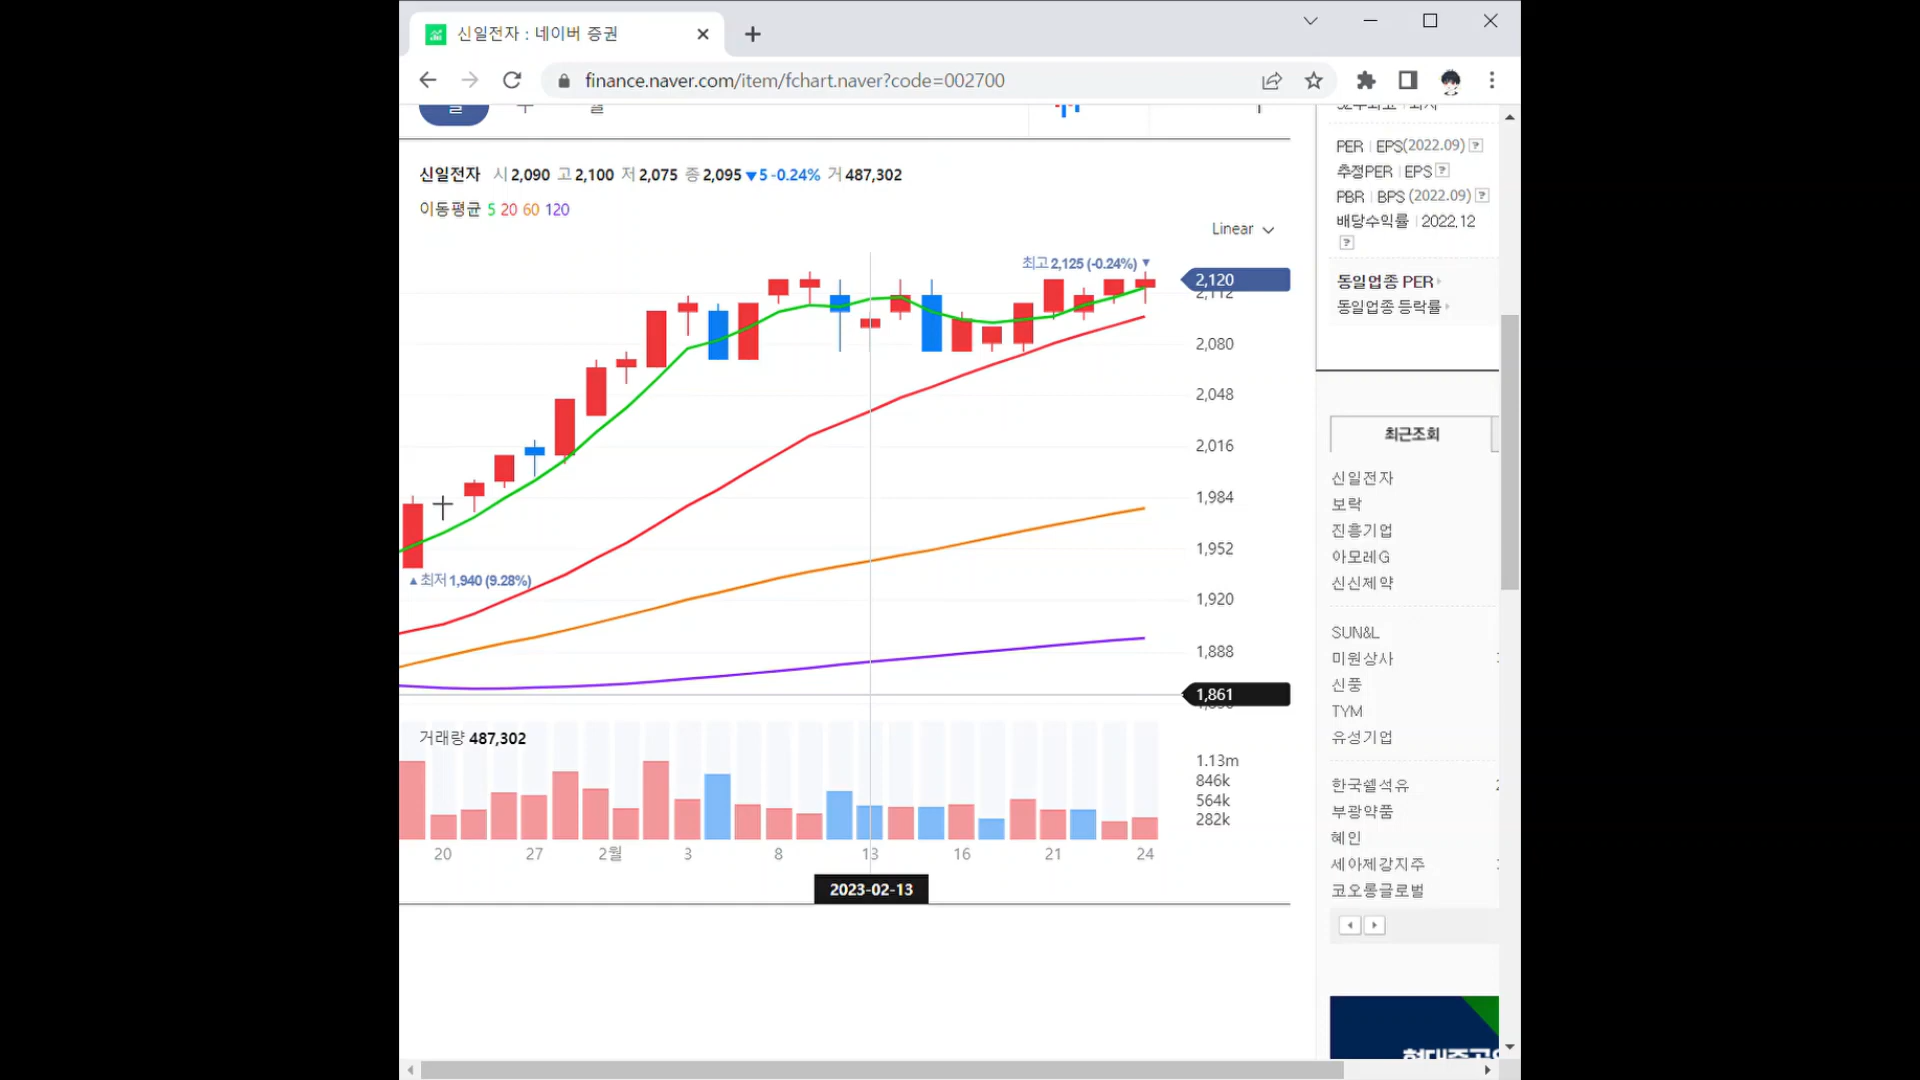 신일전자 : 네이버 증권
finance.naver.com/item/fchart.naver?code=002700
신일전자 시 2,090 고 2,100 저 2,075 종 2,095 ▼5 -0.24% 거 487,302
이동평균 5 20 60 120
Linear
최고 2,125 (-0.24%) ▼
2,120
2,112
2,080
2,048
2,016
1,984
1,952
▲최저 1,940 (9.28%)
1,920
1,888
1,861
거래량 487,302
1.13m
846k
564k
282k
20 27 2월 3 8 13 16 21 24
2023-02-13
PER | EPS(2022.09) ?
추정PER | EPS ?
PBR | BPS (2022.09) ?
배당수익률 | 2022.12
?
동일업종 PER
동일업종 등락률
최근조회
신일전자
보락
진흥기업
아모레G
신신제약
SUN&L
미원상사
신풍
TYM
유성기업
한국쉘석유
부광약품
혜인
세아제강지주
코오롱글로벌